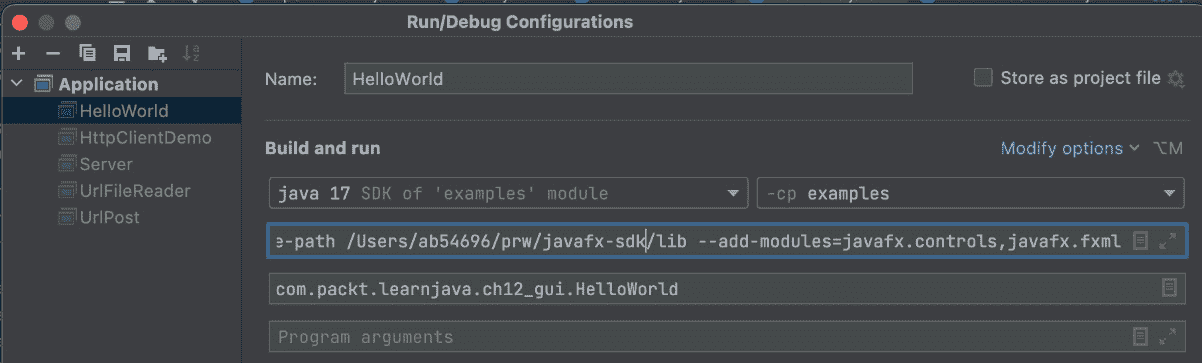 Run/Debug Configurations
Application
HelloWorld
HttpClientDemo
Server
UrlFileReader
UrlPost
Name: HelloWorld Store as project file
Build and run Modify options ⌥M
java 17 SDK of 'examples' module -cp examples
e-path /Users/ab54696/prw/javafx-sdk/lib --add-modules=javafx.controls,javafx.fxml
com.packt.learnjava.ch12_gui.HelloWorld
Program arguments